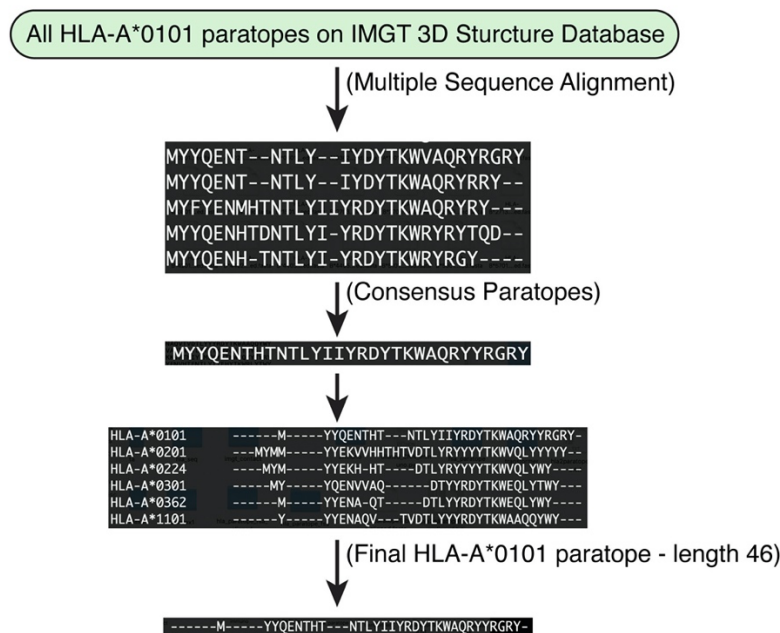 All HLA-A*0101 paratopes on IMGT 3D Sturcture Database
(Multiple Sequence Alignment)
MYYQENT--NTLY--IYDYTKWVAQRYRGRY
MYYQENT--NTLY--IYDYTKWAQRYRRY--
MYFYENMHTNTLYIIYRDYTKWAQRYRY---
MYYQENHTDNTLYI-YRDYTKWRYRYTQD--
MYYQENH-TNTLYI-YRDYTKWRYRGY----
(Consensus Paratopes)
MYYQENTHTNTLYIIYRDYTKWAQRYYRGRY
HLA-A*0101 ------M-----YYQENTHT---NTLYIIYRDYTKWAQRYYRGRY-
HLA-A*0201 ---MYMM-----YYEKVVHHTHTVDTLYRYYYYTKWVQLYYYYY--
HLA-A*0224 ----MYM-----YYEKH-HT----DTLYRYYYYTKWVQLYWY----
HLA-A*0301 -----MY-----YQENVVAQ------DTYYRDYTKWEQLYTWY---
HLA-A*0362 ------M-----YYENA-QT-----DTLYYRDYTKWEQLYWY----
HLA-A*1101 ------Y-----YYENAQV---TVDTLYYRDYTKWAAQQYWY---
(Final HLA-A*0101 paratope - length 46)
------M-----YYQENTHT---NTLYIIYRDYTKWAQRYYRGRY-